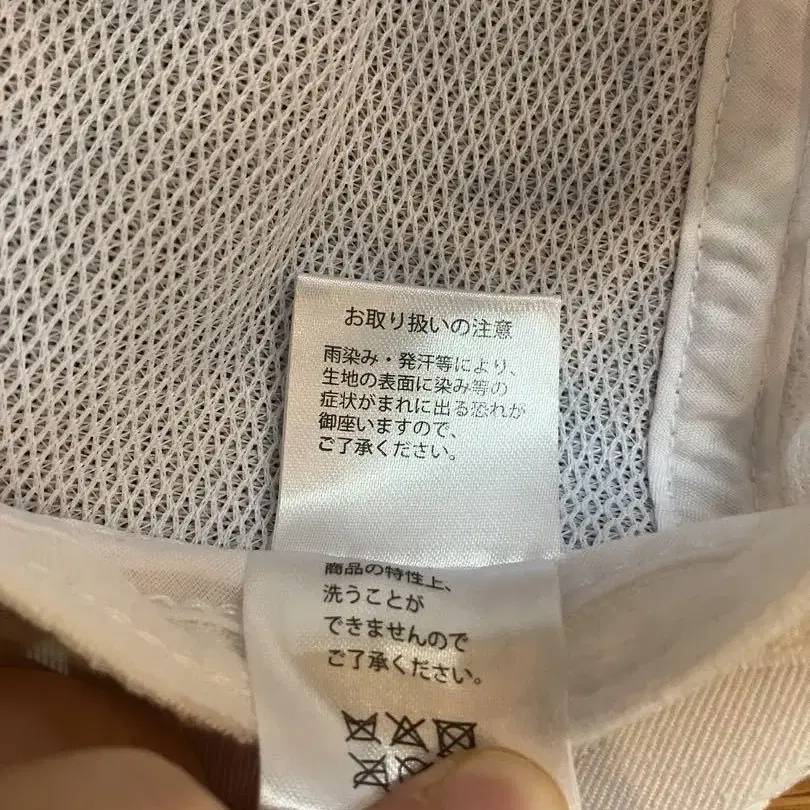 お取り扱いの注意
雨染み・発汗等により、
生地の表面に染み等の
症状がまれに出る恐れが
御座いますので、
ご了承ください。
商品の特性上、
洗うことが
できませんので
ご了承ください。